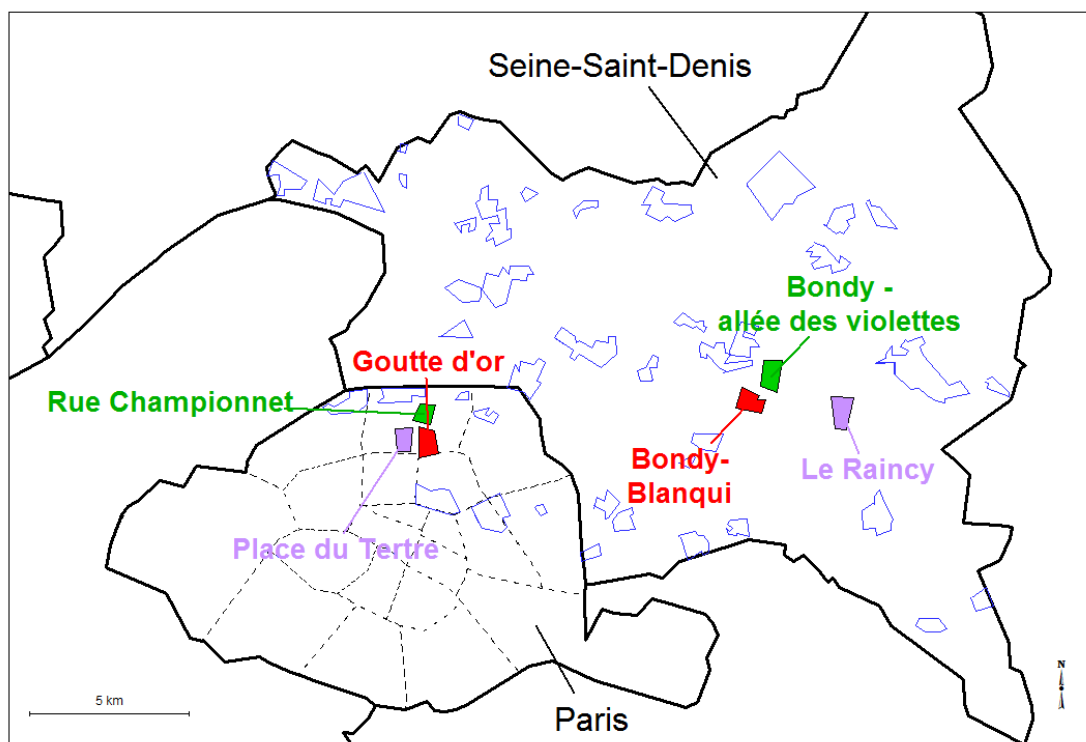 Seine-Saint-Denis
Bondy -
allée des violettes
Goutte d'or
Rue Championnet
Bondy-
Blanqui
Le Raincy
Place du Tertre
N
5 km
Paris